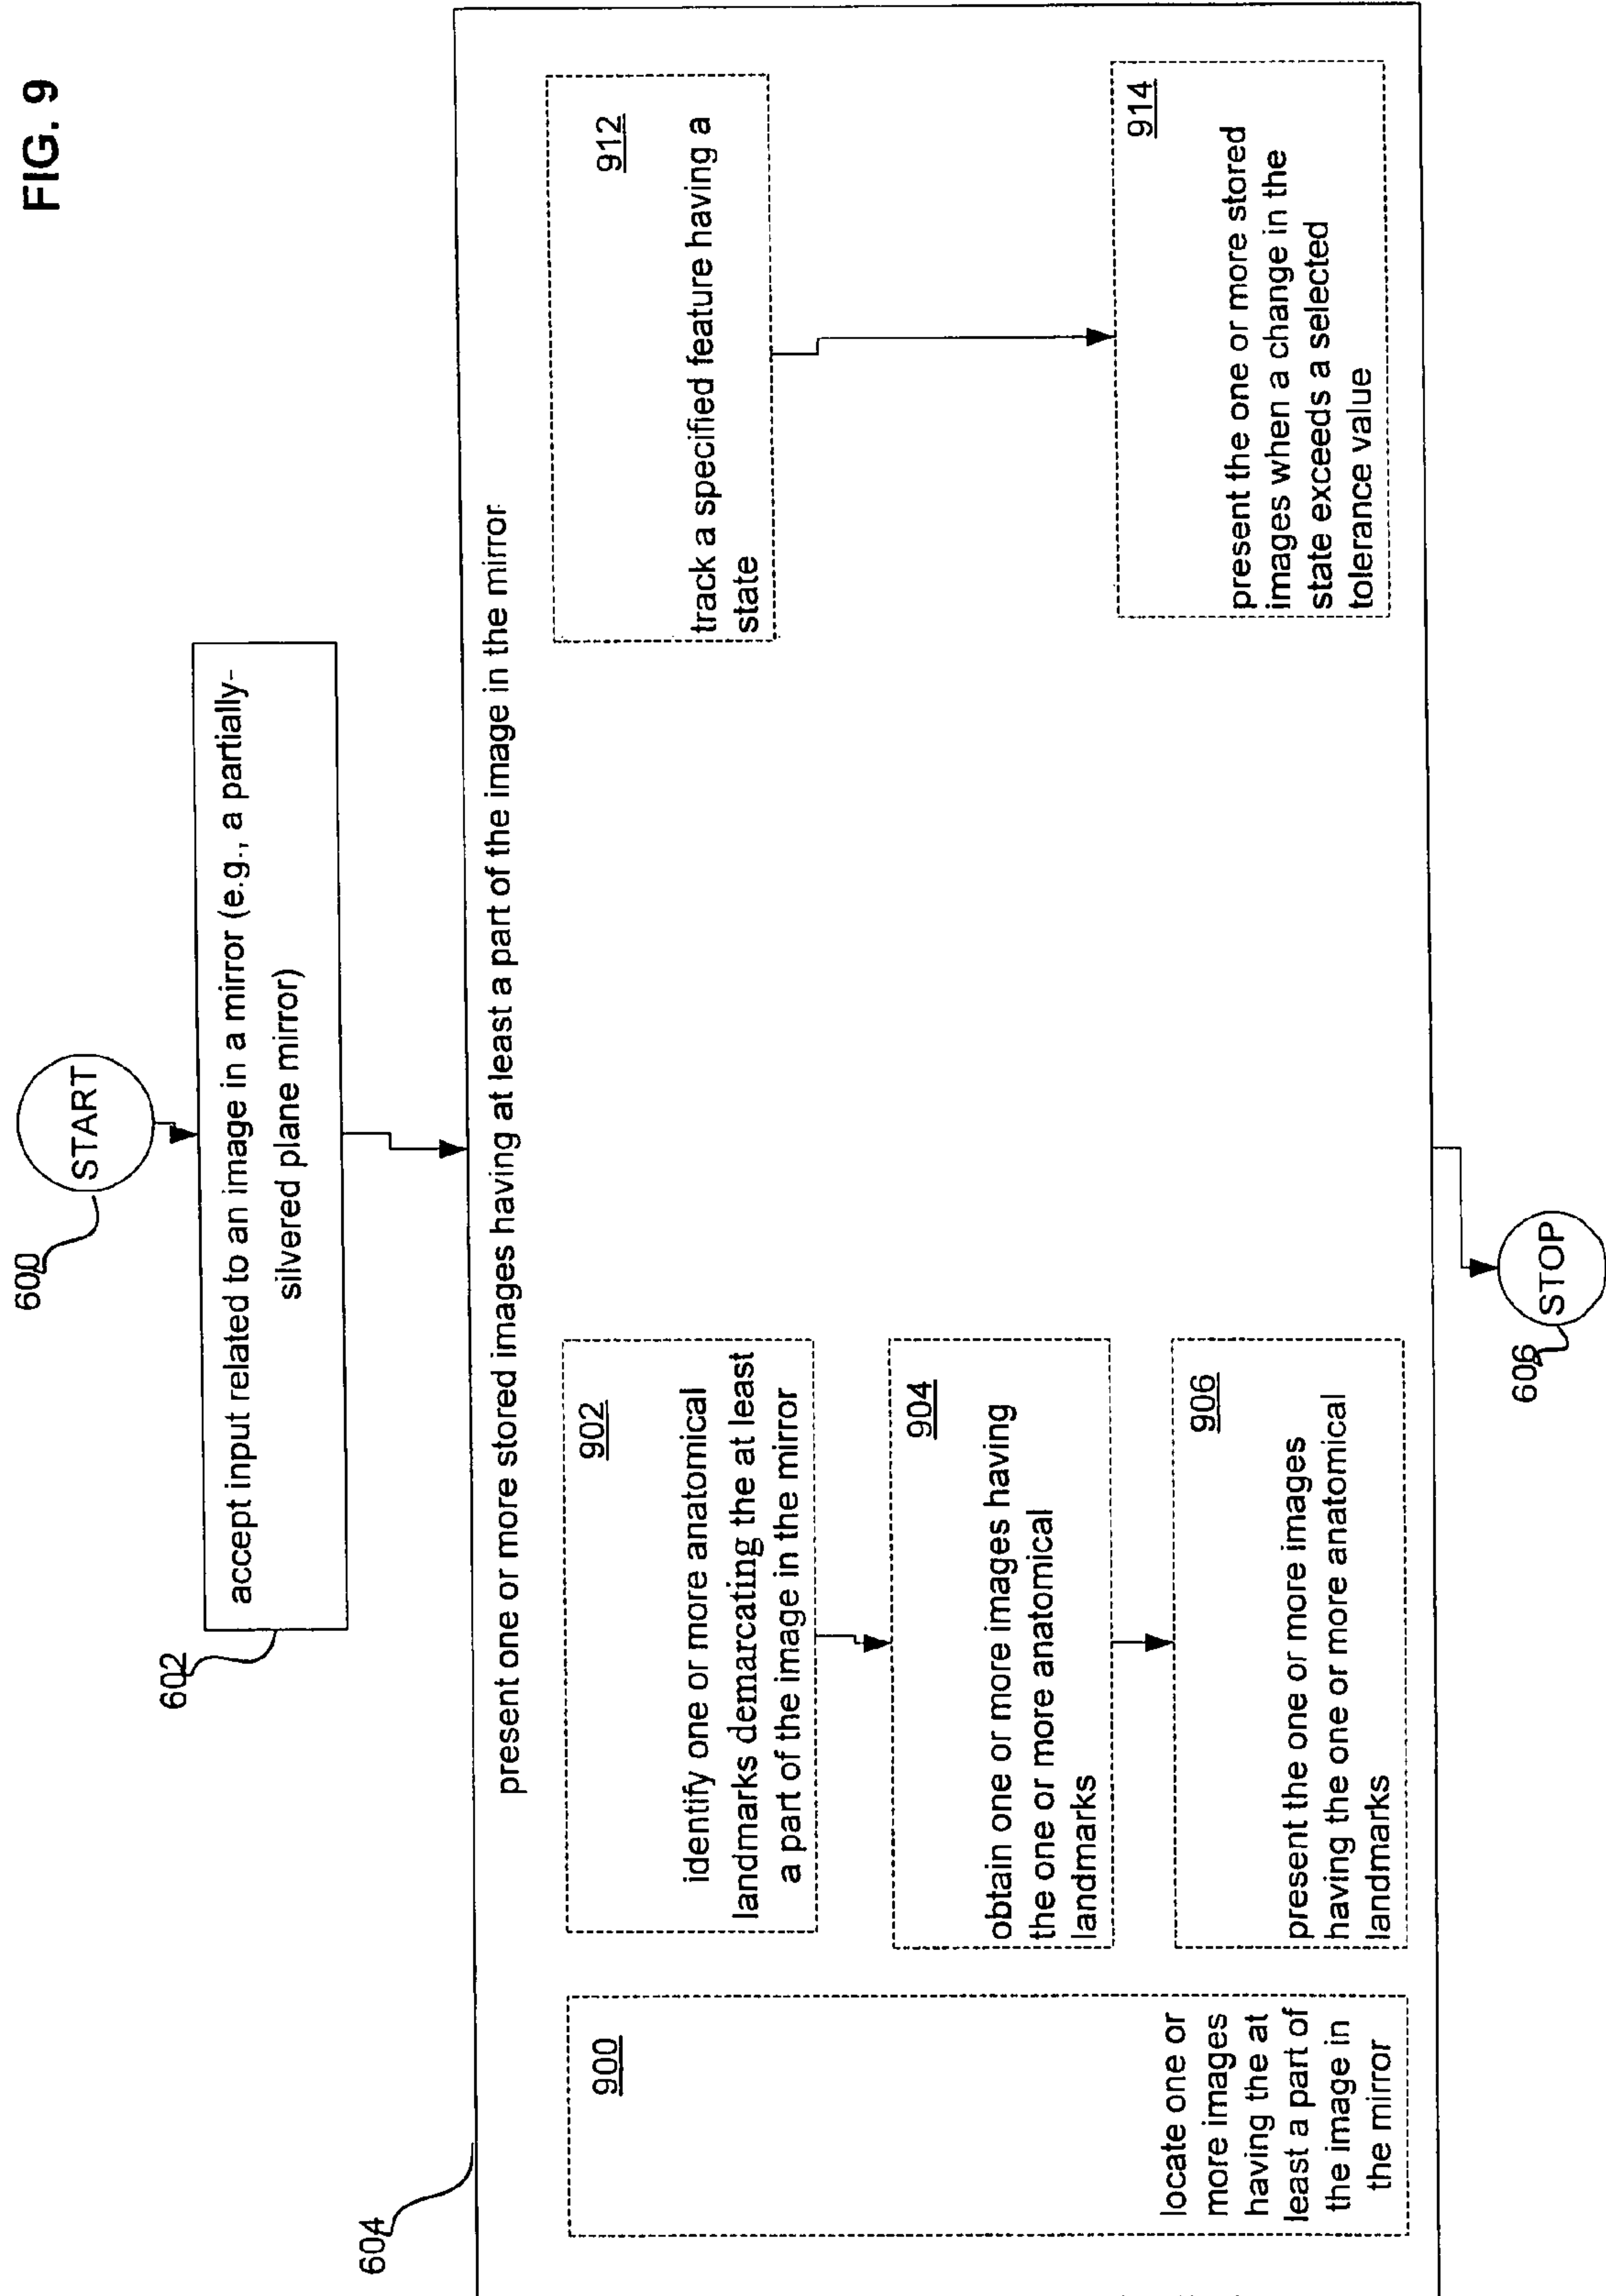 FIG. 9
600
START
602
accept input related to an image in a mirror (e.g., a partially-
silvered plane mirror)
604
present one or more stored images having at least a part of the image in the mirror
900
locate one or
more images
having the at
least a part of
the image in
the mirror
902
identify one or more anatomical
landmarks demarcating the at least
a part of the image in the mirror
904
obtain one or more images having
the one or more anatomical
landmarks
906
present the one or more images
having the one or more anatomical
landmarks
912
track a specified feature having a
state
914
present the one or more stored
images when a change in the
state exceeds a selected
tolerance value
606
STOP